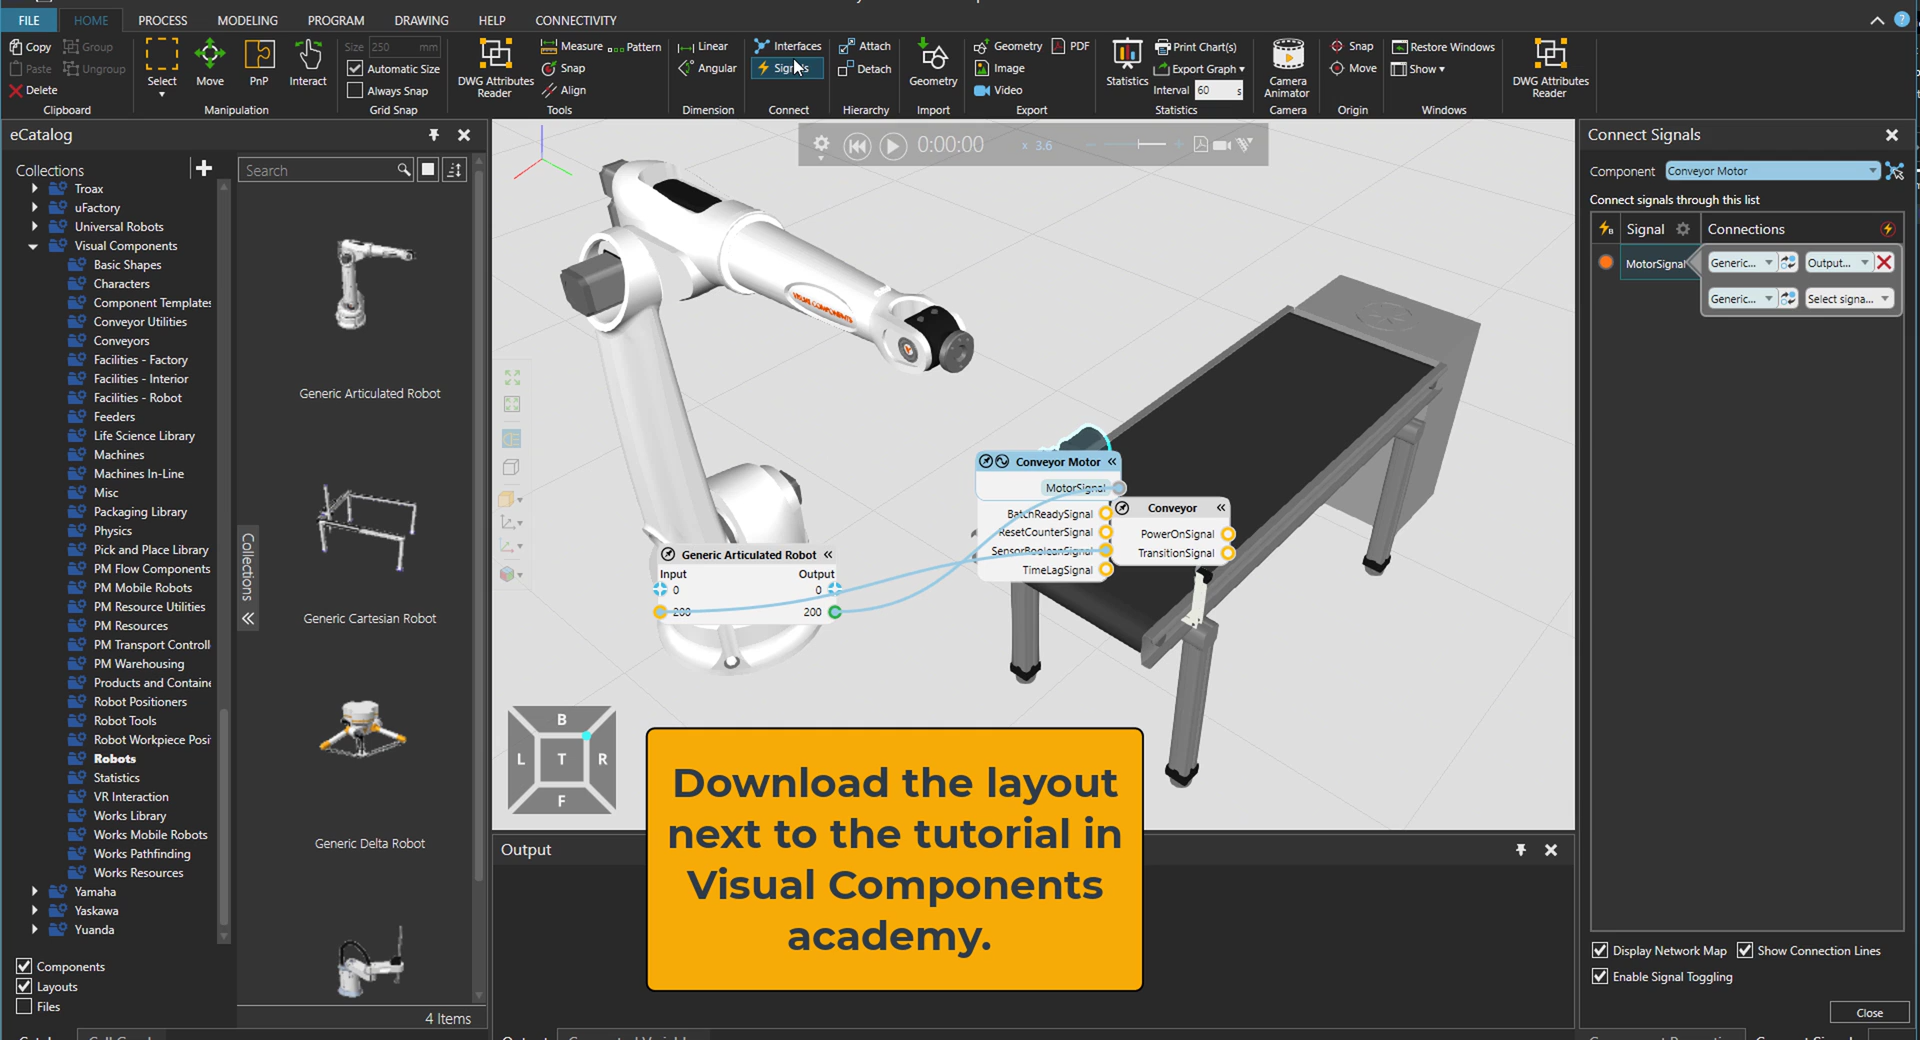 FILE
HOME
PROCESS
MODELING
PROGRAM
DRAWING
HELP
CONNECTIVITY
Copy
Group
Paste
Ungroup
Delete
Clipboard
Select
Move
PnP
Interact
Manipulation
Size 250 mm
Automatic Size
Always Snap
Grid Snap
DWG Attributes
Reader
Measure
Pattern
Snap
Align
Tools
Linear
Angular
Dimension
Interfaces
Signals
Connect
Attach
Detach
Hierarchy
Geometry
Import
Geometry
PDF
Image
Video
Export
Statistics
Print Chart(s)
Export Graph
Interval 60 s
Statistics
Camera
Animator
Camera
Snap
Move
Origin
Restore Windows
Show
Windows
DWG Attributes
Reader
eCatalog
Collections
Search
Troax
uFactory
Universal Robots
Visual Components
Basic Shapes
Characters
Component Templates
Conveyor Utilities
Conveyors
Facilities - Factory
Facilities - Interior
Facilities - Robot
Feeders
Life Science Library
Machines
Machines In-Line
Misc
Packaging Library
Physics
Pick and Place Library
PM Flow Components
PM Mobile Robots
PM Resource Utilities
PM Resources
PM Transport Controll
PM Warehousing
Products and Containe
Robot Positioners
Robot Tools
Robot Workpiece Posi
Robots
Statistics
VR Interaction
Works Library
Works Mobile Robots
Works Pathfinding
Works Resources
Yamaha
Yaskawa
Yuanda
Components
Layouts
Files
Collections
Generic Articulated Robot
Generic Cartesian Robot
Generic Delta Robot
4 Items
0:00:00
x 3.6
VISUAL COMPONENTS
Conveyor Motor
MotorSignal
BatchReadySignal
ResetCounterSignal
SensorBooleanSignal
TimeLagSignal
Conveyor
PowerOnSignal
TransitionSignal
Generic Articulated Robot
Input Output
0 0
200 200
B
L T R
F
Download the layout
next to the tutorial in
Visual Components
academy.
Output
Connect Signals
Component Conveyor Motor
Connect signals through this list
Signal Connections
MotorSignal
Generic... Output...
Generic... Select signa...
Display Network Map
Show Connection Lines
Enable Signal Toggling
Close